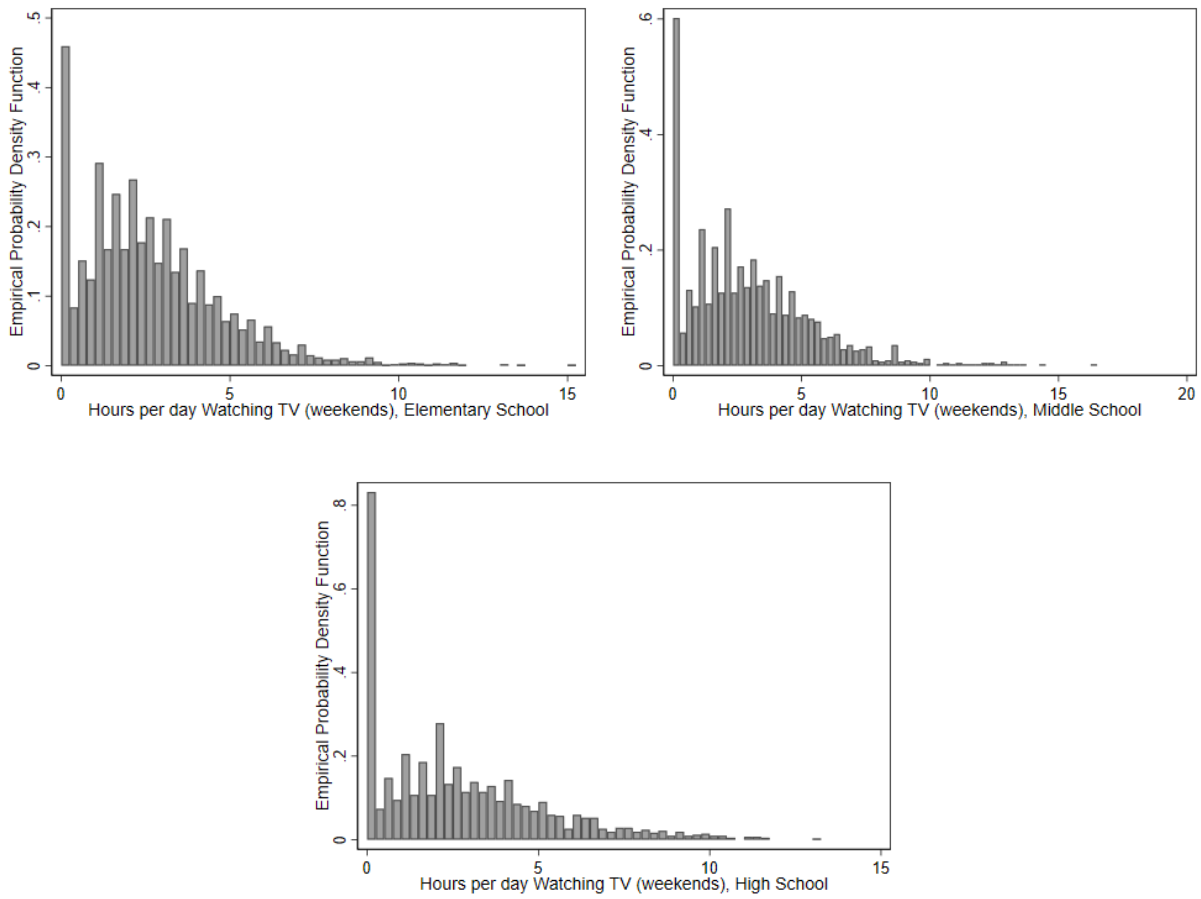 Empirical Probability Density Function
.5
.4
.3
.2
.1
0
0 5 10 15
Hours per day Watching TV (weekends), Elementary School
Empirical Probability Density Function
.6
.4
.2
0
0 5 10 15 20
Hours per day Watching TV (weekends), Middle School
Empirical Probability Density Function
.8
.6
.4
.2
0
0 5 10 15
Hours per day Watching TV (weekends), High School